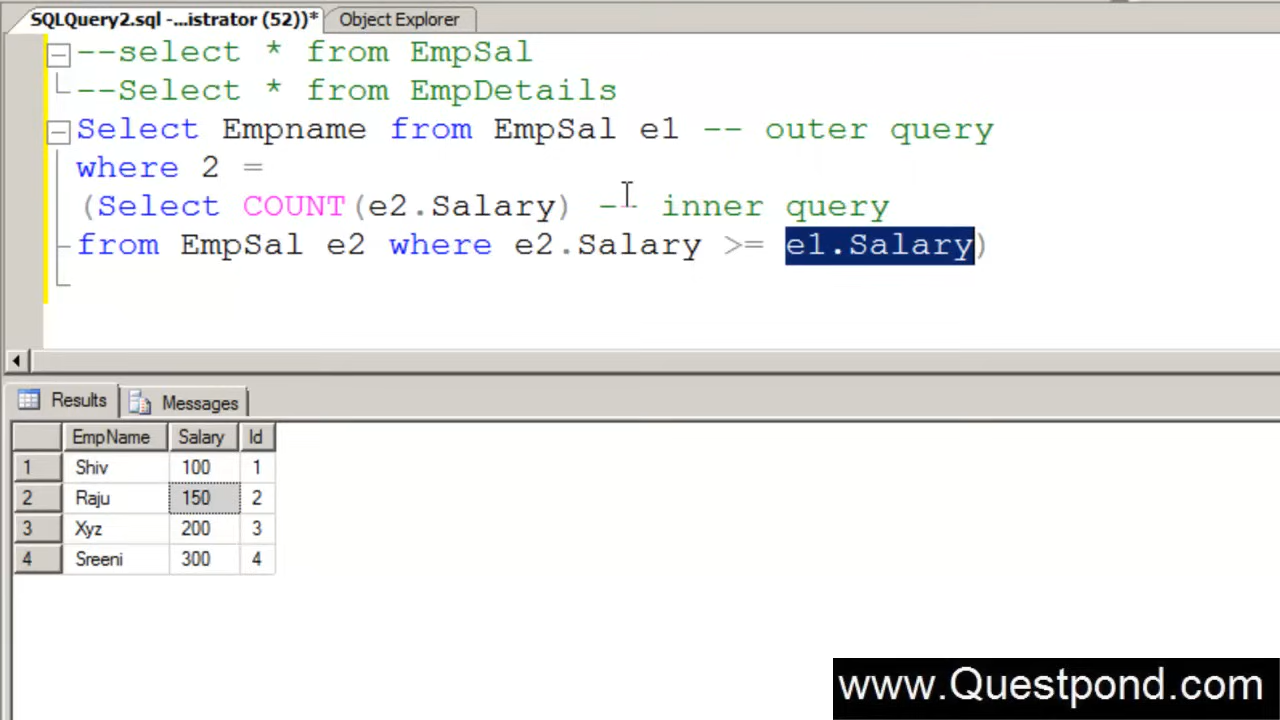 SQLQuery2.sql -...istrator (52))* Object Explorer
--select * from EmpSal
--Select * from EmpDetails
Select Empname from EmpSal e1 -- outer query
where 2 =
(Select COUNT(e2.Salary) -- inner query
from EmpSal e2 where e2.Salary >= e1.Salary)
Results Messages
EmpName Salary Id
1 Shiv 100 1
2 Raju 150 2
3 Xyz 200 3
4 Sreeni 300 4
www.Questpond.com